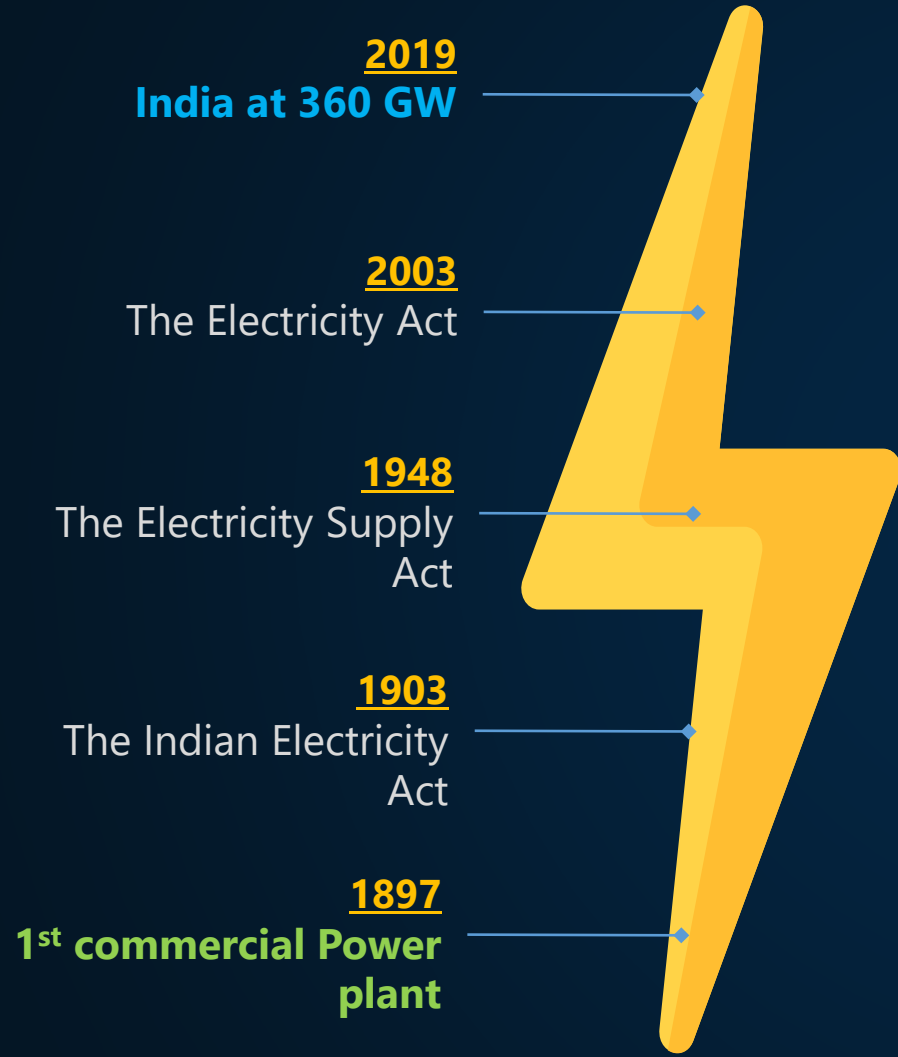 2019
India at 360 GW
2003
The Electricity Act
1948
The Electricity Supply
Act
1903
The Indian Electricity
Act
1897
1st commercial Power
plant